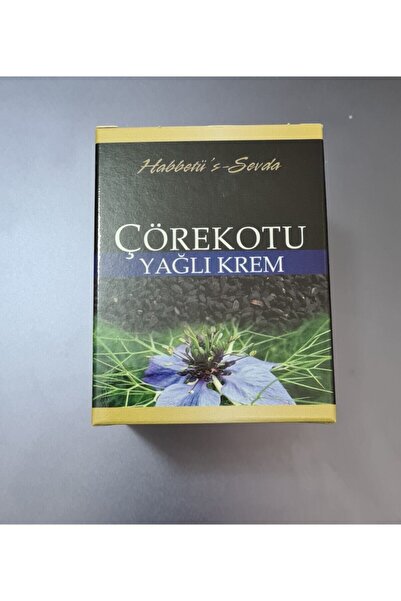 Habbetü's-Sevda
ÇÖREKOTU
YAĞLI KREM